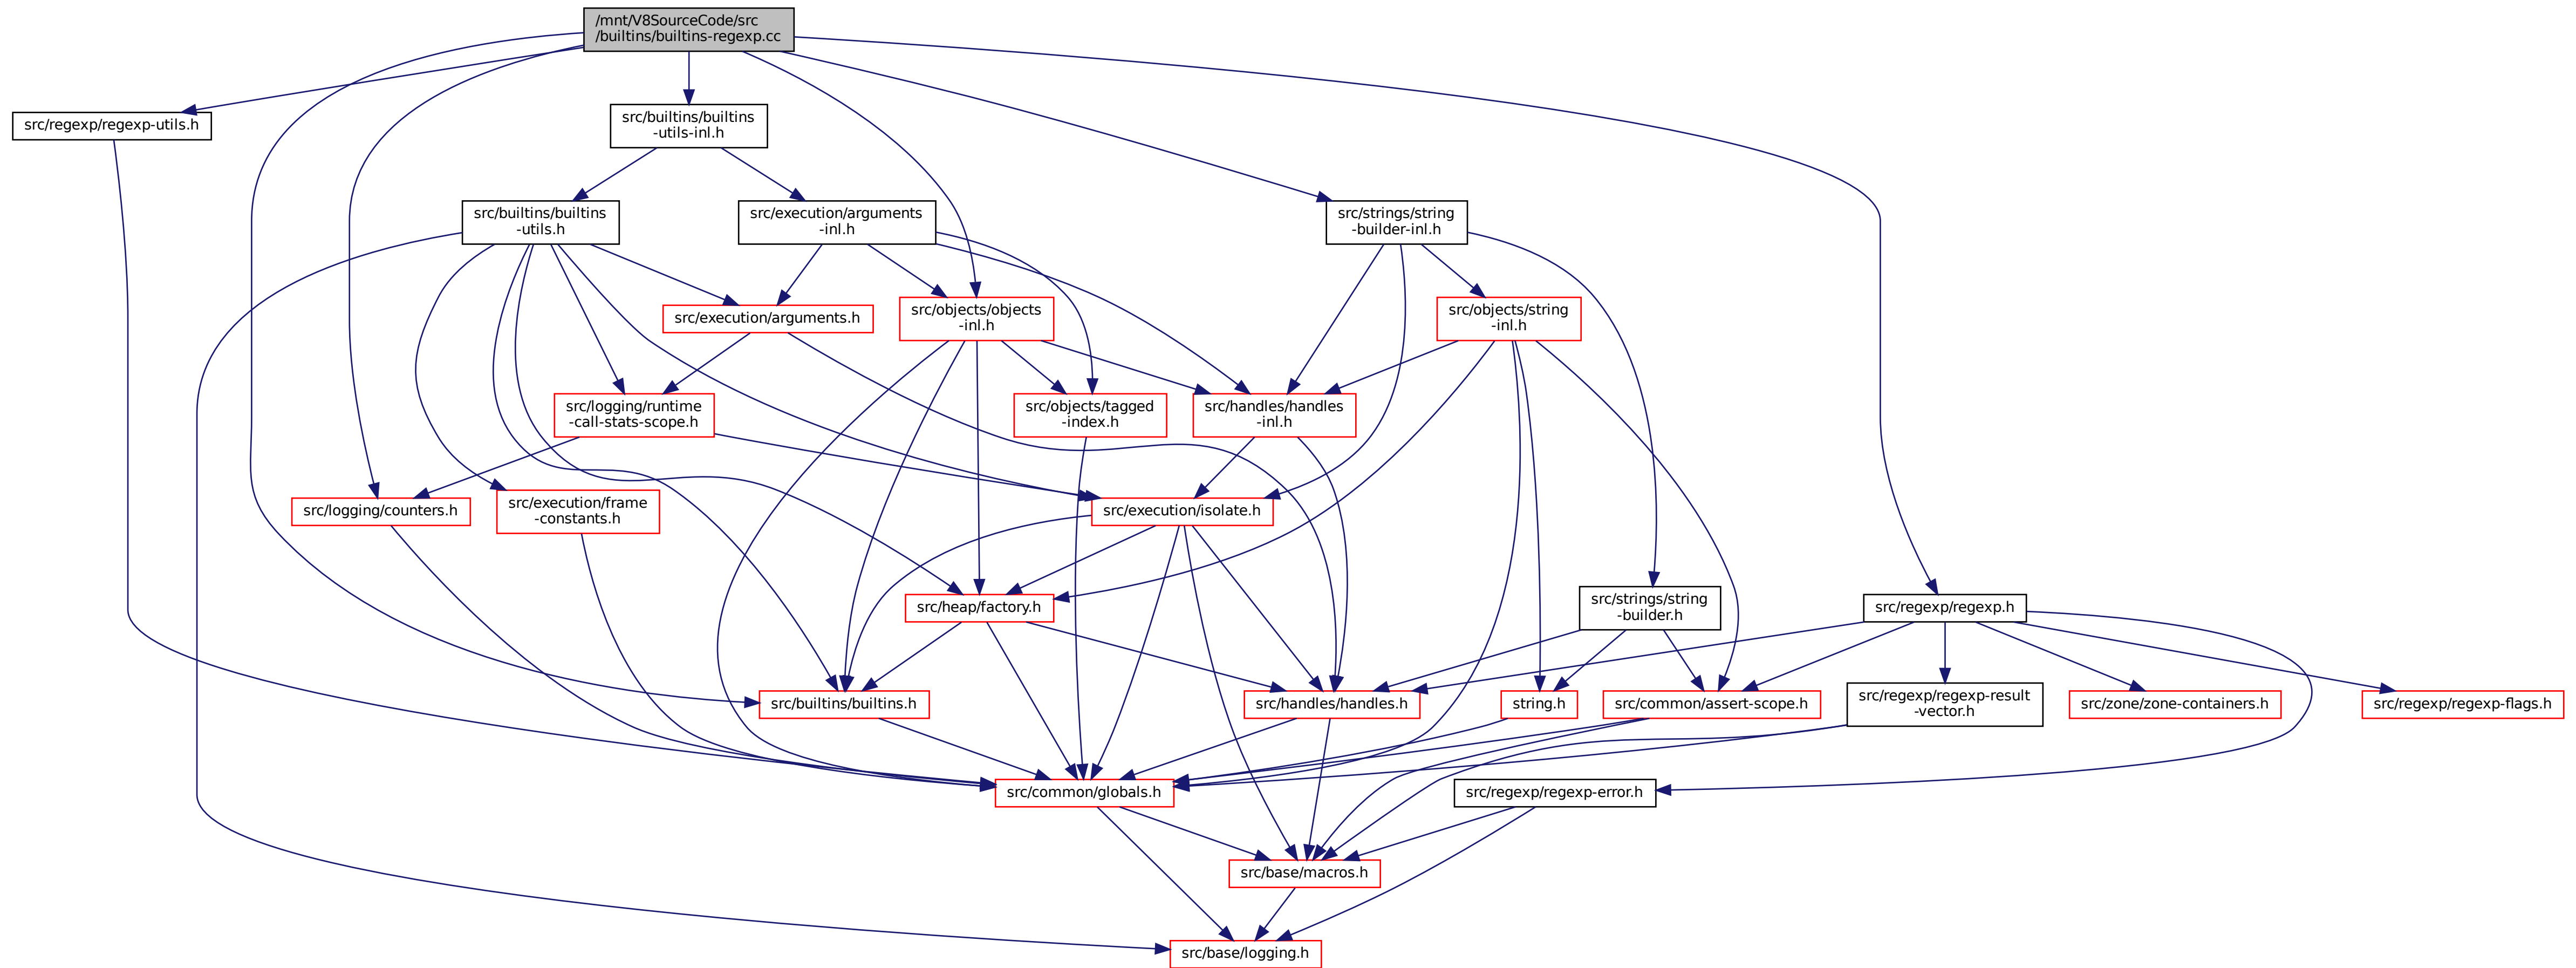 /mnt/V8SourceCode/src
/builtins/builtins-regexp.cc
src/regexp/regexp-utils.h
src/builtins/builtins
-utils-inl.h
src/builtins/builtins
-utils.h
src/execution/arguments
-inl.h
src/strings/string
-builder-inl.h
src/execution/arguments.h
src/objects/objects
-inl.h
src/objects/string
-inl.h
src/logging/runtime
-call-stats-scope.h
src/objects/tagged
-index.h
src/handles/handles
-inl.h
src/logging/counters.h
src/execution/frame
-constants.h
src/execution/isolate.h
src/heap/factory.h
src/strings/string
-builder.h
src/regexp/regexp.h
src/builtins/builtins.h
src/handles/handles.h
string.h
src/common/assert-scope.h
src/regexp/regexp-result
-vector.h
src/zone/zone-containers.h
src/regexp/regexp-flags.h
src/common/globals.h
src/regexp/regexp-error.h
src/base/macros.h
src/base/logging.h